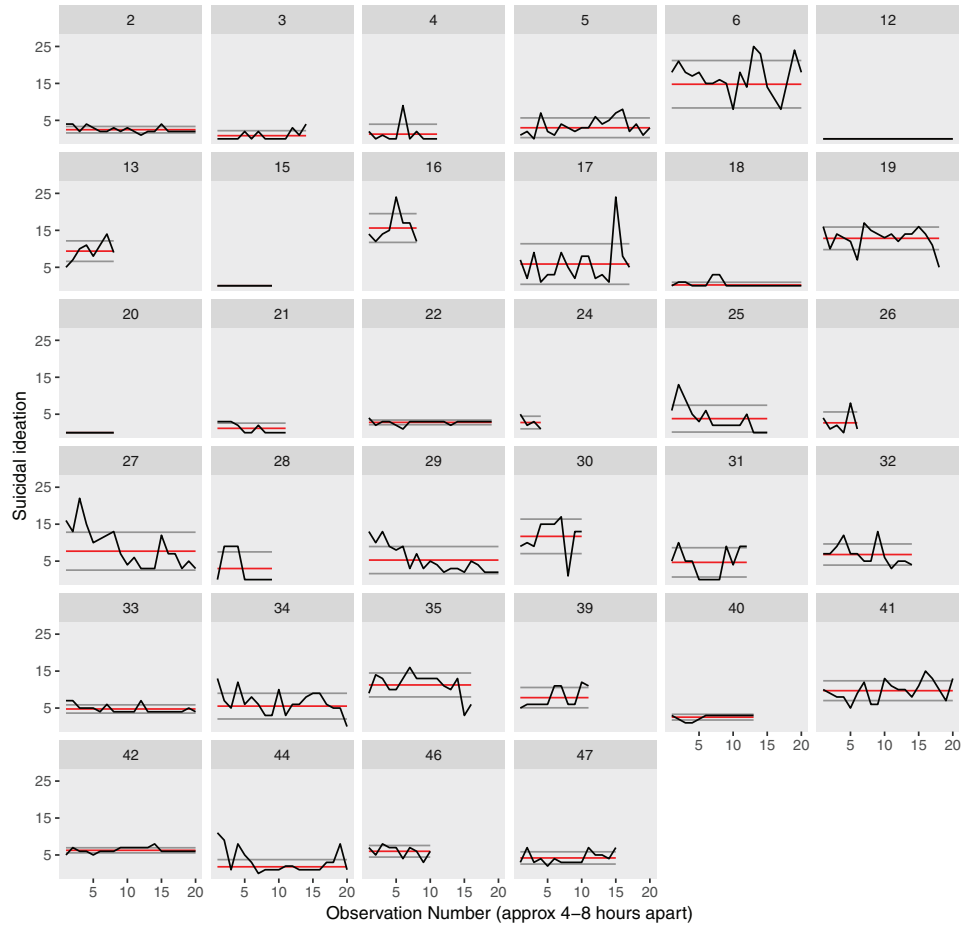 2 3 4 5 6 12
25
15
5
13 15 16 17 18 19
25
15
5
20 21 22 24 25 26
25
15
5
27 28 29 30 31 32
25
15
5
33 34 35 39 40 41
25
15
5
5 10 15 20 5 10 15 20
42 44 46 47
25
15
5
5 10 15 20 5 10 15 20 5 10 15 20 5 10 15 20
Suicidal ideation
Observation Number (approx 4−8 hours apart)